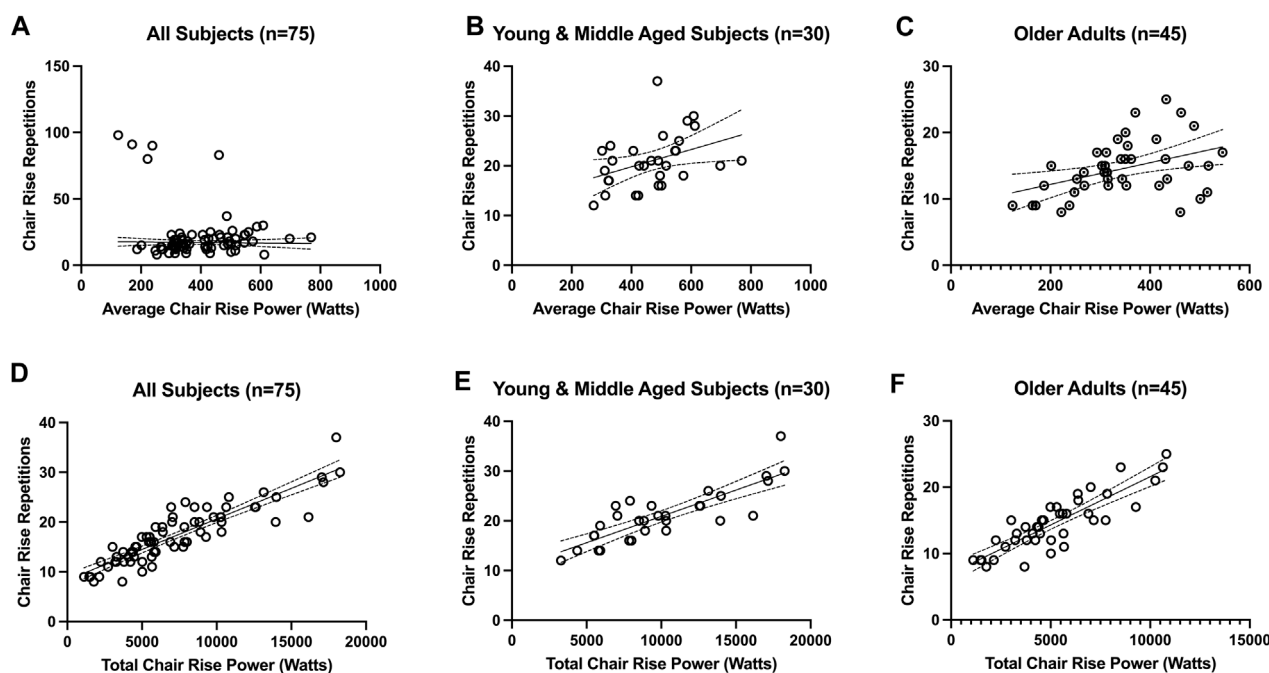 A
All Subjects (n=75)
Chair Rise Repetitions
150
100
50
0
0 200 400 600 800 1000
Average Chair Rise Power (Watts)
B
Young & Middle Aged Subjects (n=30)
Chair Rise Repetitions
40
30
20
10
0
0 200 400 600 800 1000
Average Chair Rise Power (Watts)
C
Older Adults (n=45)
Chair Rise Repetitions
30
20
10
0
0 200 400 600
Average Chair Rise Power (Watts)
D
All Subjects (n=75)
Chair Rise Repetitions
40
30
20
10
0
0 5000 10000 15000 20000
Total Chair Rise Power (Watts)
E
Young & Middle Aged Subjects (n=30)
Chair Rise Repetitions
40
30
20
10
0
0 5000 10000 15000 20000
Total Chair Rise Power (Watts)
F
Older Adults (n=45)
Chair Rise Repetitions
30
20
10
0
0 5000 10000 15000
Total Chair Rise Power (Watts)